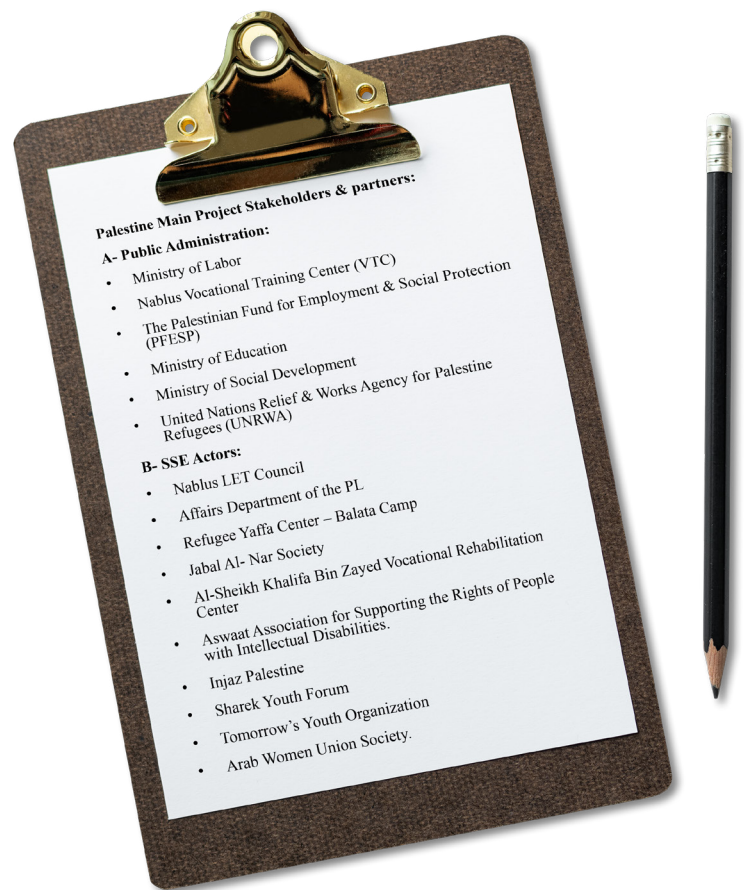 Palestine Main Project Stakeholders & partners:
A- Public Administration:
• Ministry of Labor
• Nablus Vocational Training Center (VTC)
• The Palestinian Fund for Employment & Social Protection
(PFESP)
• Ministry of Education
• Ministry of Social Development
• United Nations Relief & Works Agency for Palestine
Refugees (UNRWA)
B- SSE Actors:
• Nablus LET Council
• Affairs Department of the PL
• Refugee Yaffa Center – Balata Camp
• Jabal Al- Nar Society
• Al-Sheikh Khalifa Bin Zayed Vocational Rehabilitation
Center
• Aswaat Association for Supporting the Rights of People
with Intellectual Disabilities.
• Injaz Palestine
• Sharek Youth Forum
• Tomorrow’s Youth Organization
• Arab Women Union Society.